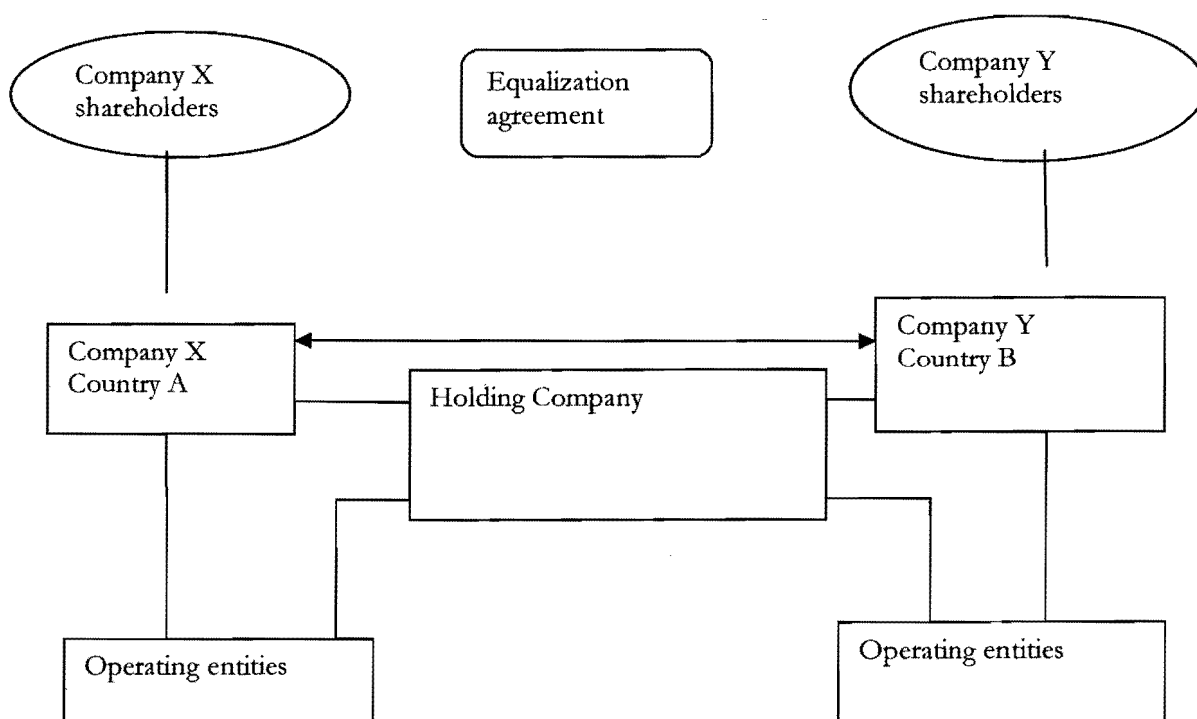 Company X
shareholders
Equalization
agreement
Company Y
shareholders
Company X
Country A
Company Y
Country B
Holding Company
Operating entities
Operating entities